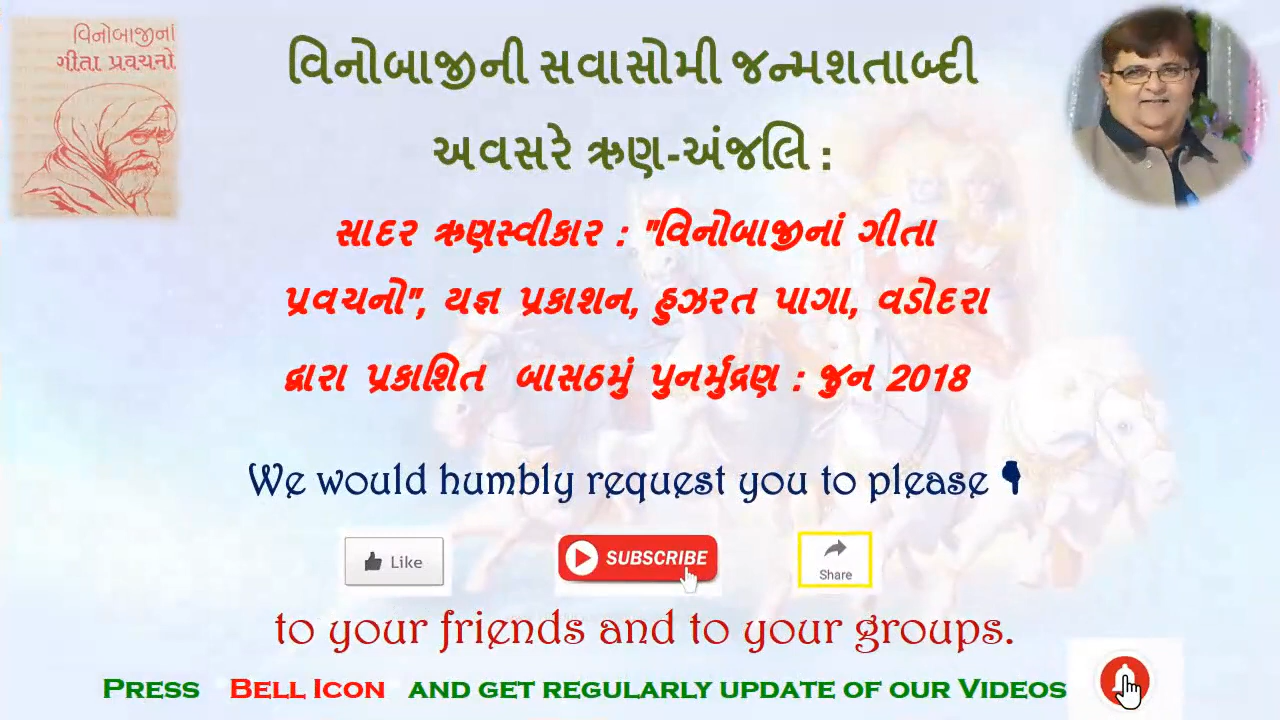 વિનોબાજીનાં
ગીતા પ્રવચનો
વિનોબાજીની સવાસોમી જન્મશતાબ્દી
અવસરે ઋણ-અંજલિ :
સાદર ઋણસ્વીકાર : "વિનોબાજીનાં ગીતા
પ્રવચનો", યજ્ઞ પ્રકાશન, હુઝરત પાગા, વડોદરા
દ્વારા પ્રકાશિત બાસઠમું પુનર્મુદ્રણ : જુન 2018
We would humbly request you to please 👇
Like
SUBSCRIBE
Share
to your friends and to your groups.
PRESS BELL ICON AND GET REGULARLY UPDATE OF OUR VIDEOS